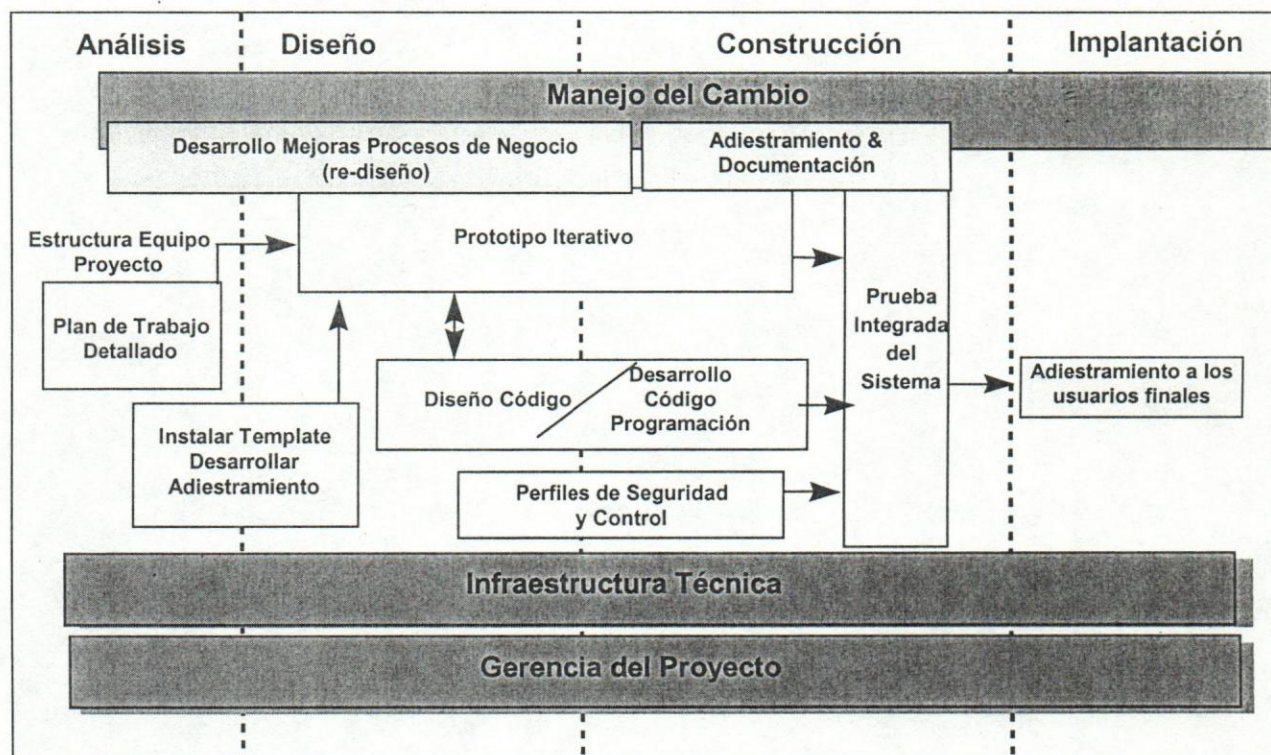 Análisis
Diseño
Construcción
Implantación
Manejo del Cambio
Desarrollo Mejoras Procesos de Negocio
(re-diseño)
Adiestramiento &
Documentación
Estructura Equipo
Proyecto
Prototipo Iterativo
Plan de Trabajo
Detallado
Prueba
Integrada
del
Sistema
Diseño Código
Desarrollo
Código
Programación
Adiestramiento a los
usuarios finales
Instalar Template
Desarrollar
Adiestramiento
Perfiles de Seguridad
y Control
Infraestructura Técnica
Gerencia del Proyecto